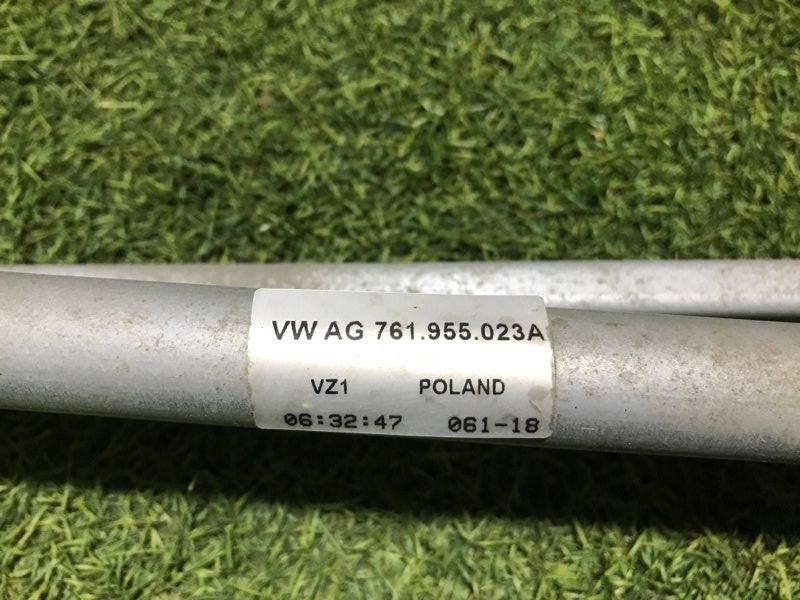 VW AG 761.955.023A
VZ1 POLAND
06:32:47 061-18